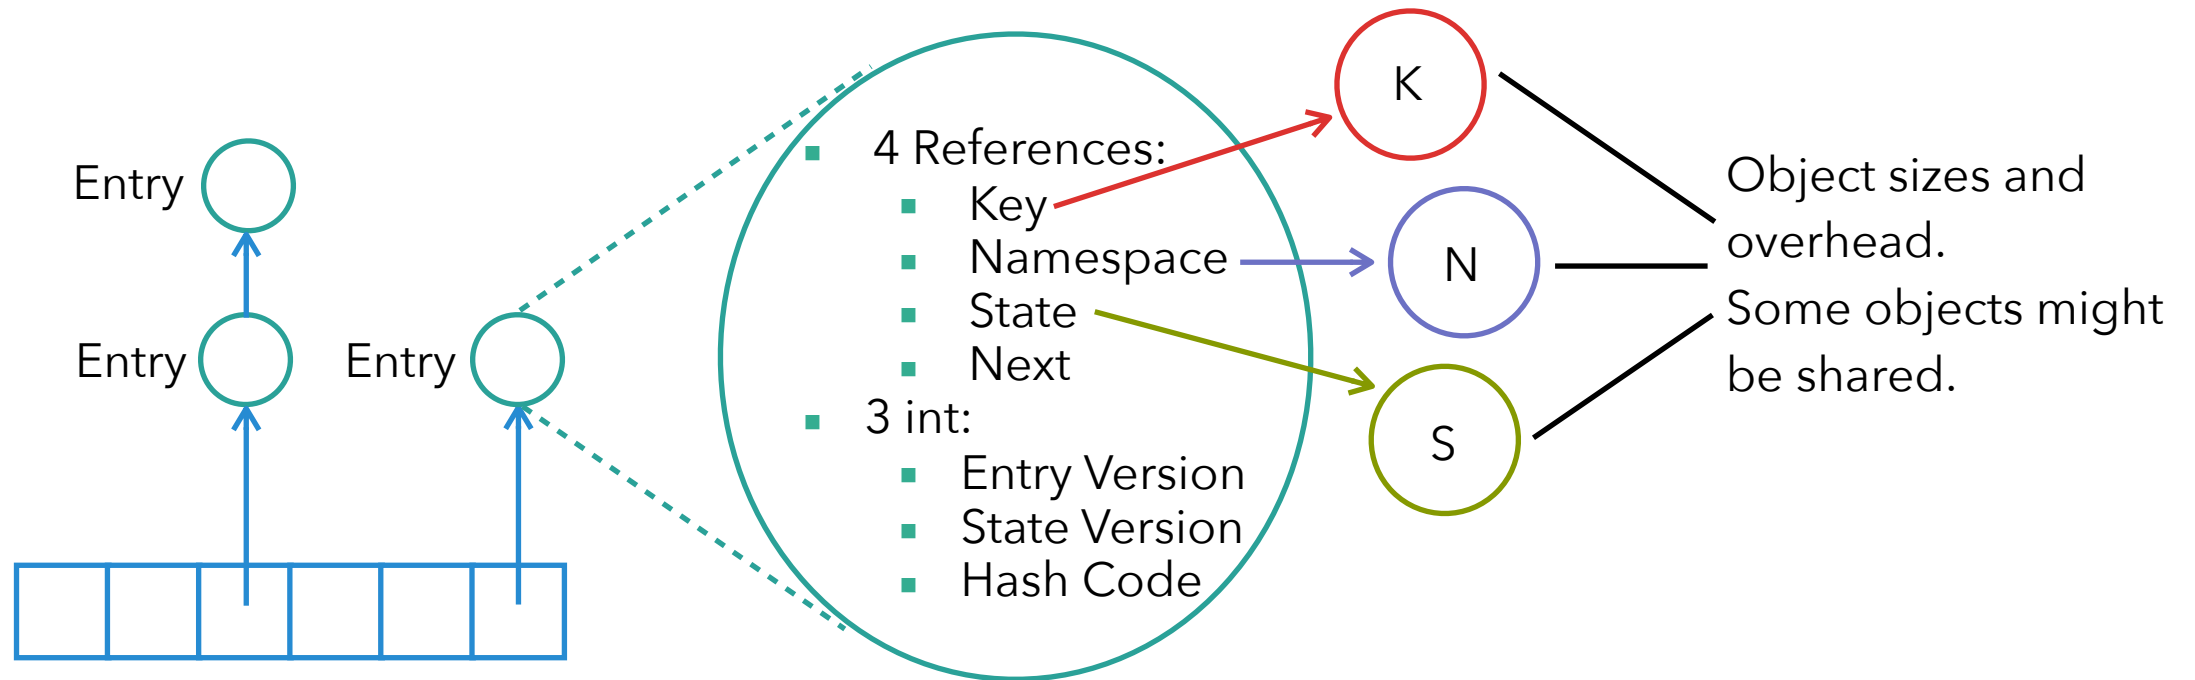 Entry
Entry
Entry
4 References:
Key
Namespace
State
Next
3 int:
Entry Version
State Version
Hash Code
K
N
S
Object sizes and
overhead.
Some objects might
be shared.